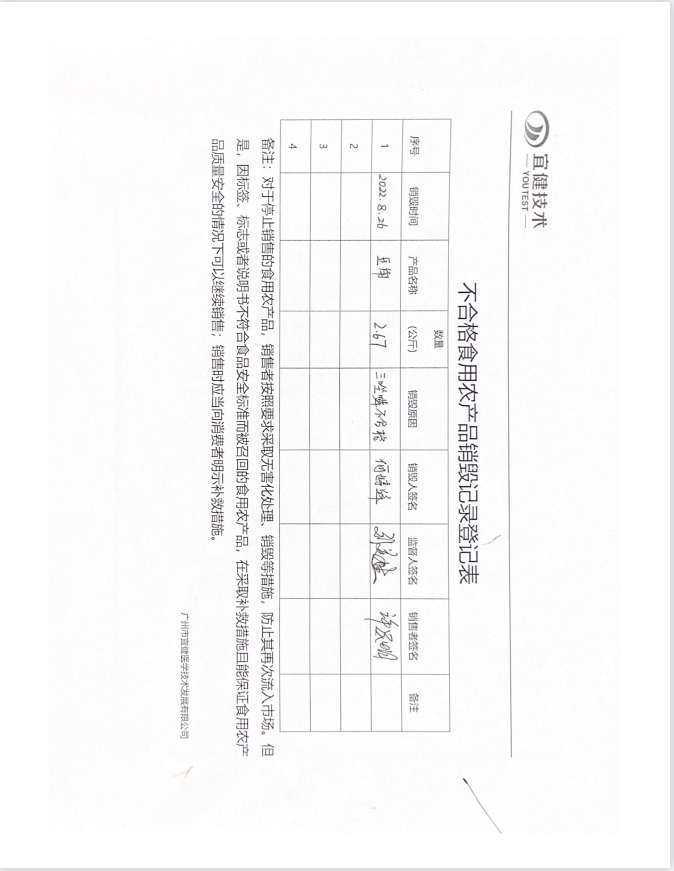 宜健技术
YOUTEST
不合格食用农产品销毁记录登记表
序号 销毁时间 产品名称 数量（公斤） 销毁原因 销毁人签名 监督人签名 销售者签名 备注
1 2022.8.26 豆角 2.67 三唑磷不合格
2
3
4
备注：对于停止销售的食用农产品，销售者按照要求采取无害化处理、销毁等措施，防止其再次流入市场。但
是，因标签、标志或者说明书不符合食品安全标准而被召回的食用农产品，在采取补救措施且能保证食用农产
品质量安全的情况下可以继续销售；销售时应当向消费者明示补救措施。
广州市宜健医学技术发展有限公司